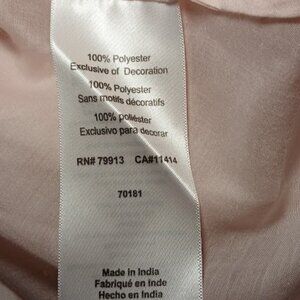 100% Polyester
Exclusive of Decoration
100% Polyester
Sans motifs décoratifs
100% poliéster
Exclusivo para decorar
RN# 79913 CA#11414
70181
Made in India
Fabriqué en Inde
Hecho en India